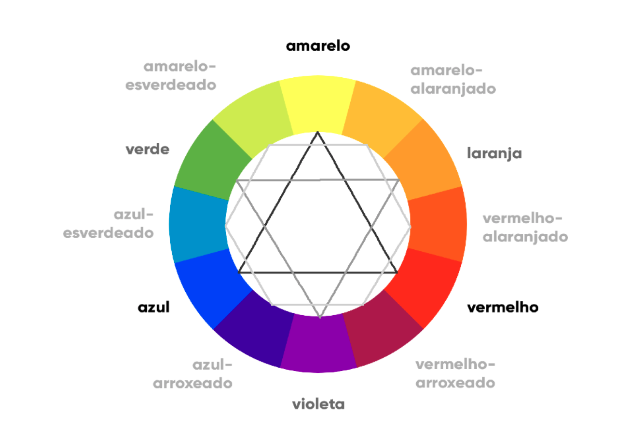 amarelo
amarelo-
esverdeado
amarelo-
alaranjado
verde
laranja
azul-
esverdeado
vermelho-
alaranjado
azul
vermelho
azul-
arroxeado
vermelho-
arroxeado
violeta